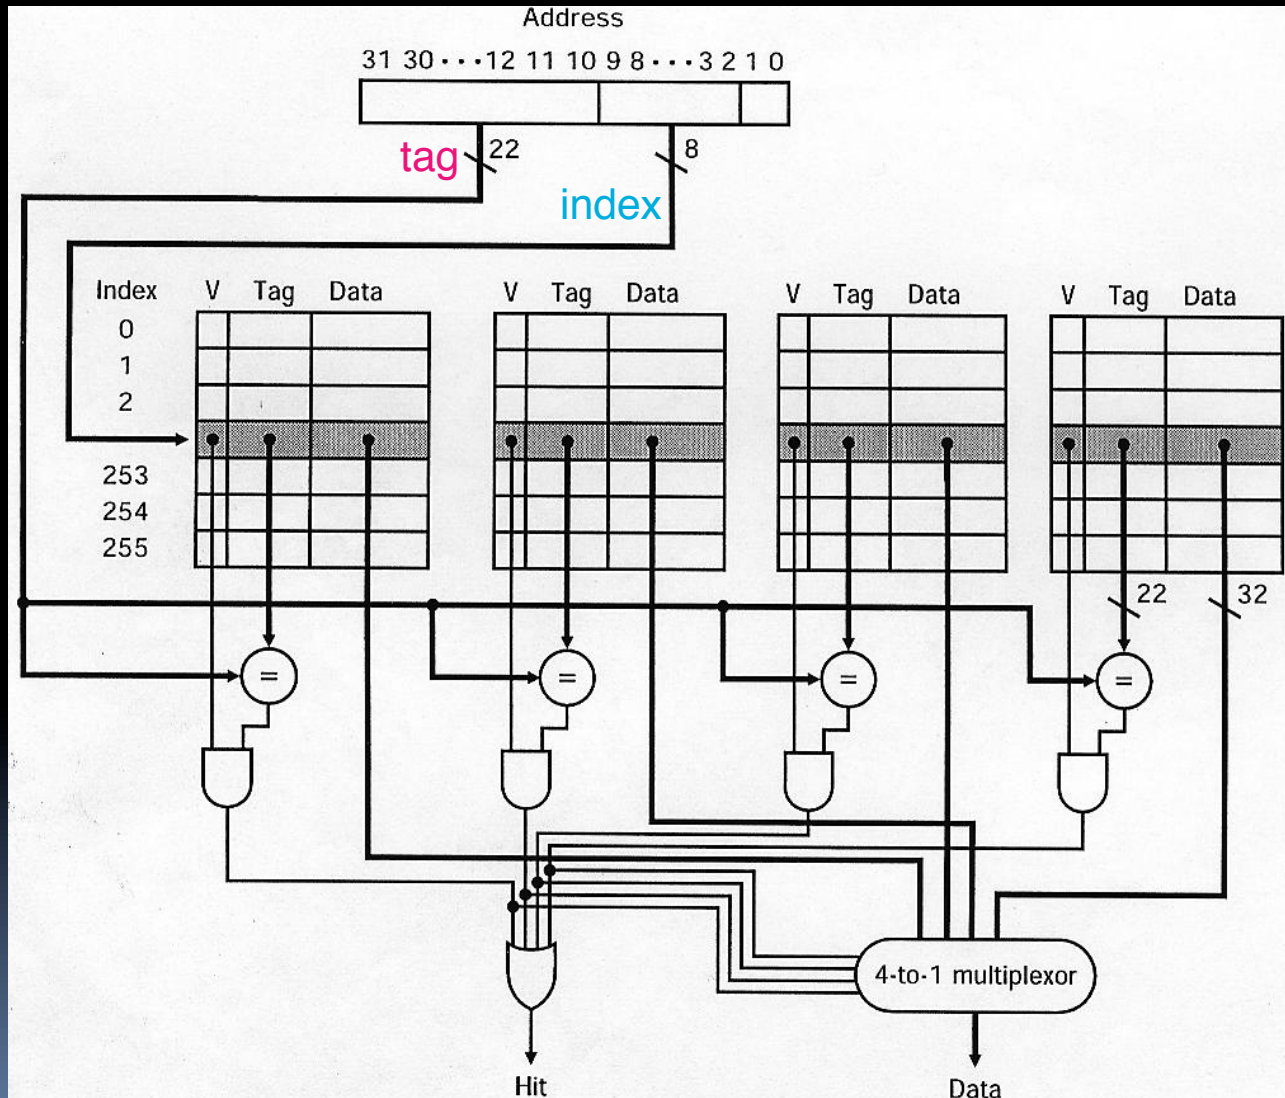 Address
31 30 ··· 12 11 10 9 8 ··· 3 2 1 0
tag 22
8
index
Index V Tag Data V Tag Data V Tag Data V Tag Data
0
1
2
253
254
255
22 32
= = = =
4-to-1 multiplexor
Hit Data